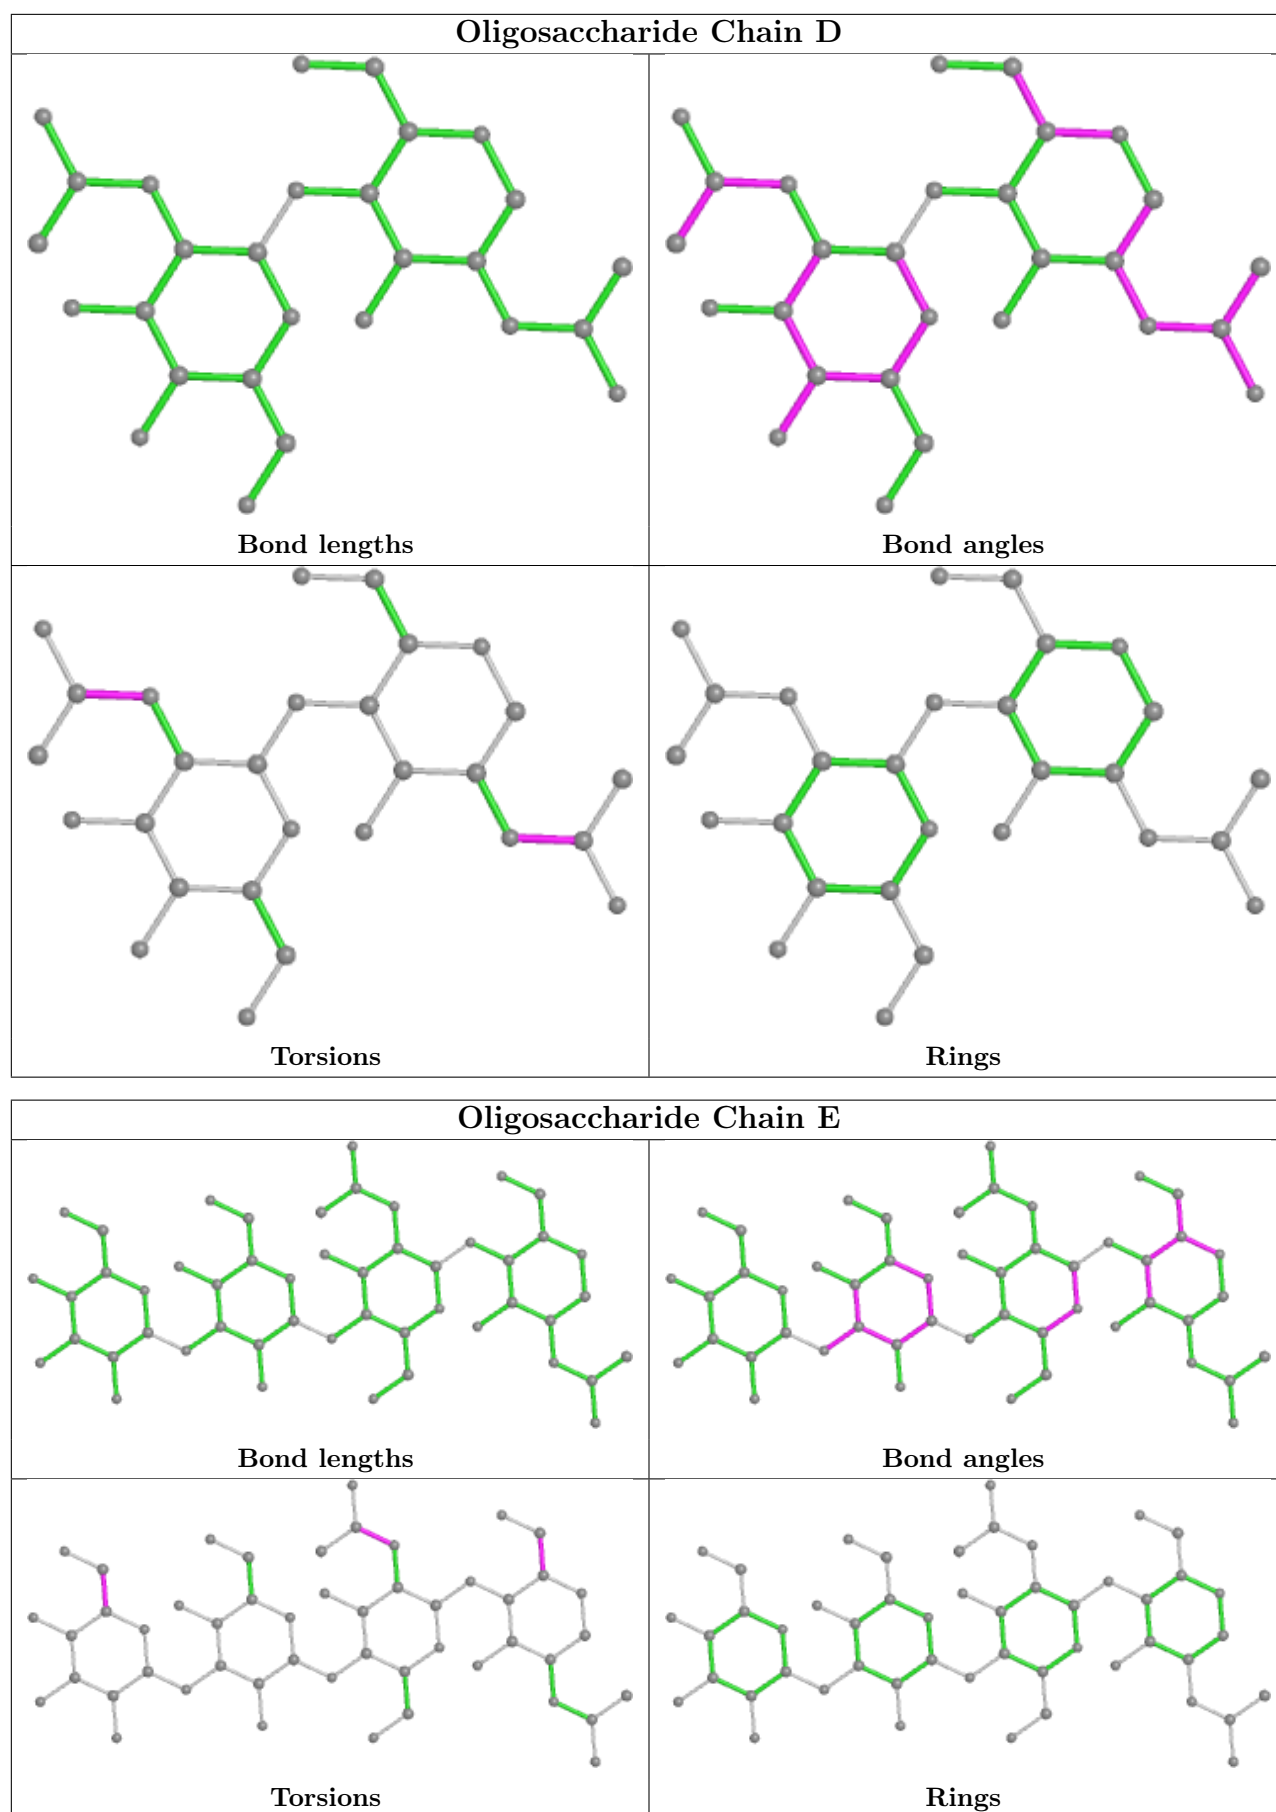 Oligosaccharide Chain D
Bond lengths
Bond angles
Torsions
Rings
Oligosaccharide Chain E
Bond lengths
Bond angles
Torsions
Rings